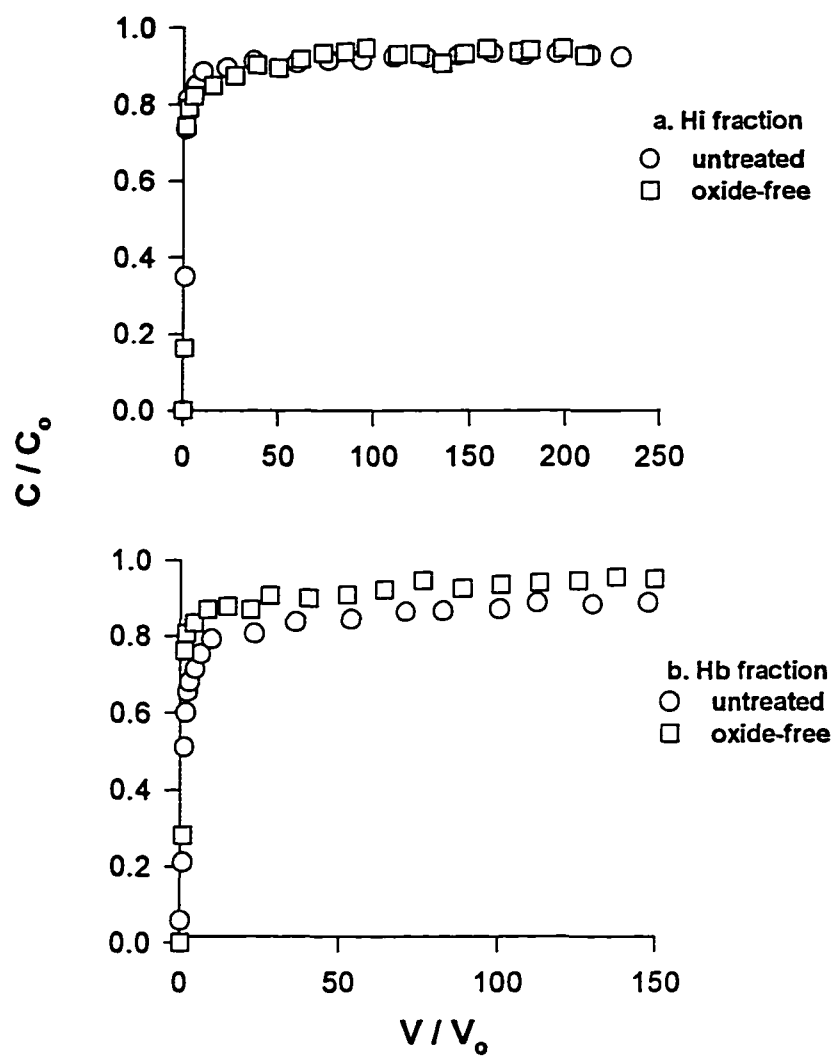 C / Co
1.0
0.8
0.6
0.4
0.2
0.0
0 50 100 150 200 250
a. Hi fraction
untreated
oxide-free
1.0
0.8
0.6
0.4
0.2
0.0
0 50 100 150
b. Hb fraction
untreated
oxide-free
V / Vo